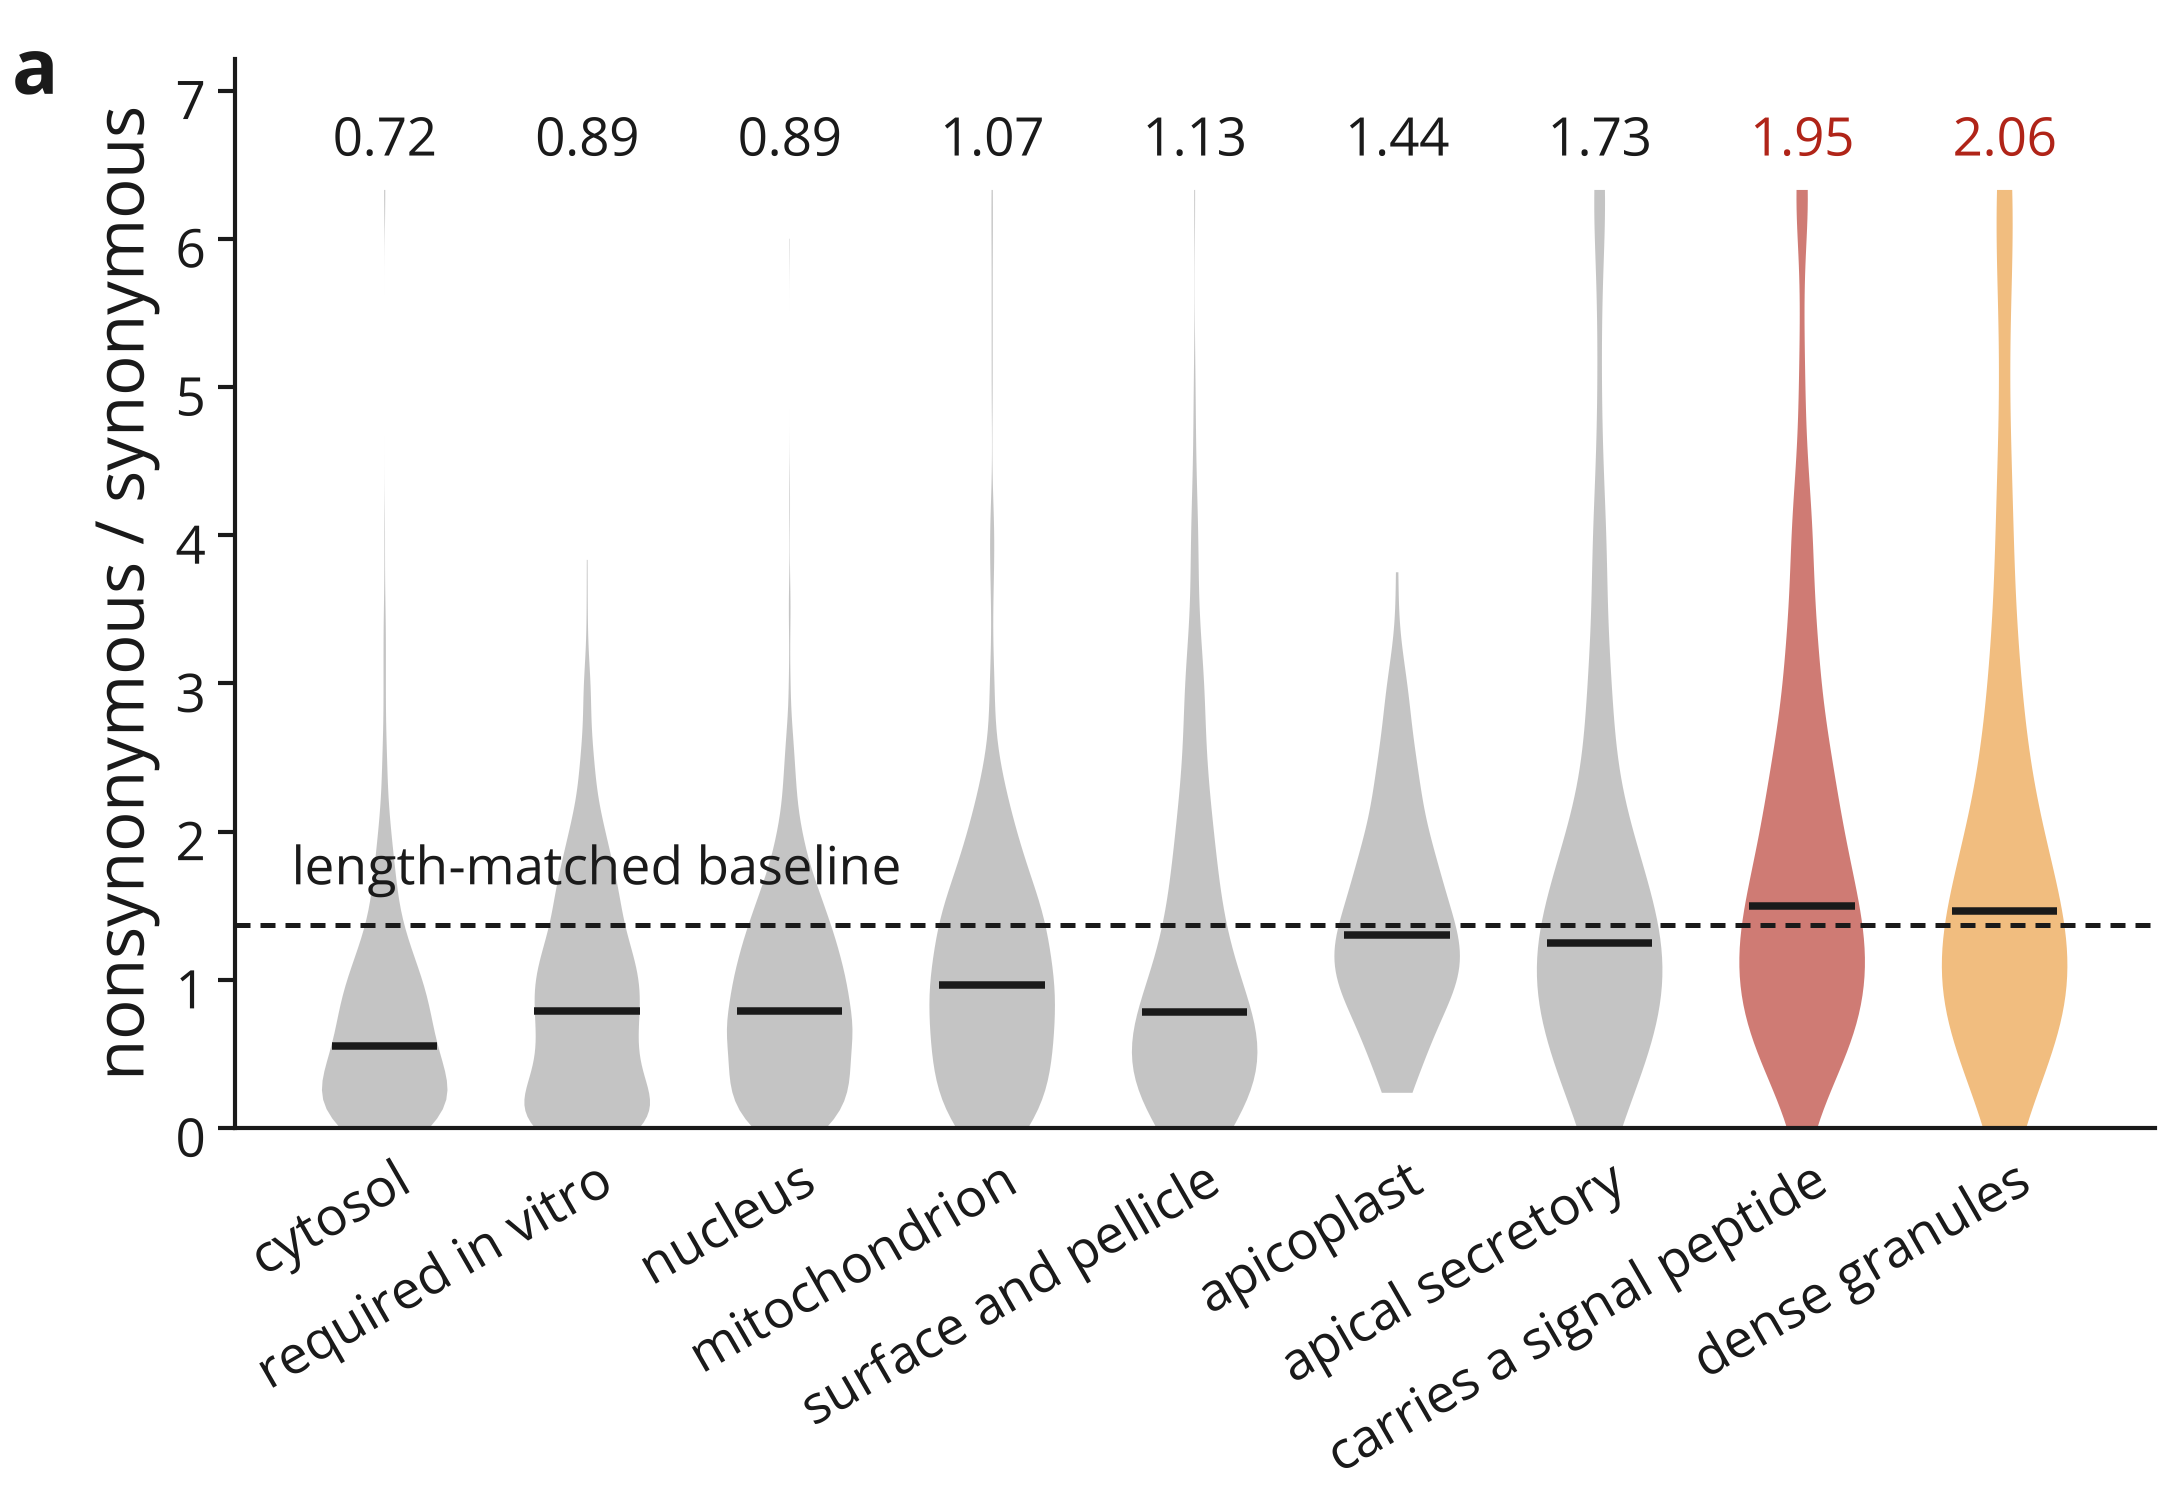 a
nonsynonymous / synonymous
7
6
5
4
3
2
1
0
0.72 0.89 0.89 1.07 1.13 1.44 1.73 1.95 2.06
length-matched baseline
cytosol
required in vitro
nucleus
mitochondrion
surface and pellicle
apicoplast
apical secretory
carries a signal peptide
dense granules